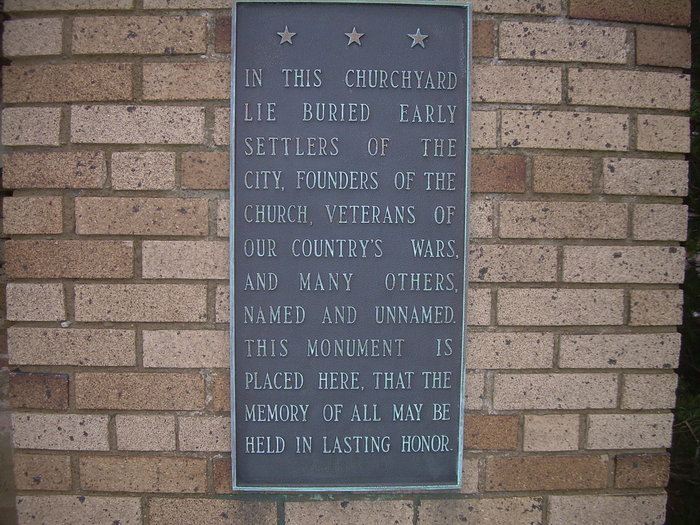 IN THIS CHURCHYARD
LIE BURIED EARLY
SETTLERS OF THE
CITY, FOUNDERS OF THE
CHURCH, VETERANS OF
OUR COUNTRY'S WARS,
AND MANY OTHERS,
NAMED AND UNNAMED.
THIS MONUMENT IS
PLACED HERE, THAT THE
MEMORY OF ALL MAY BE
HELD IN LASTING HONOR.